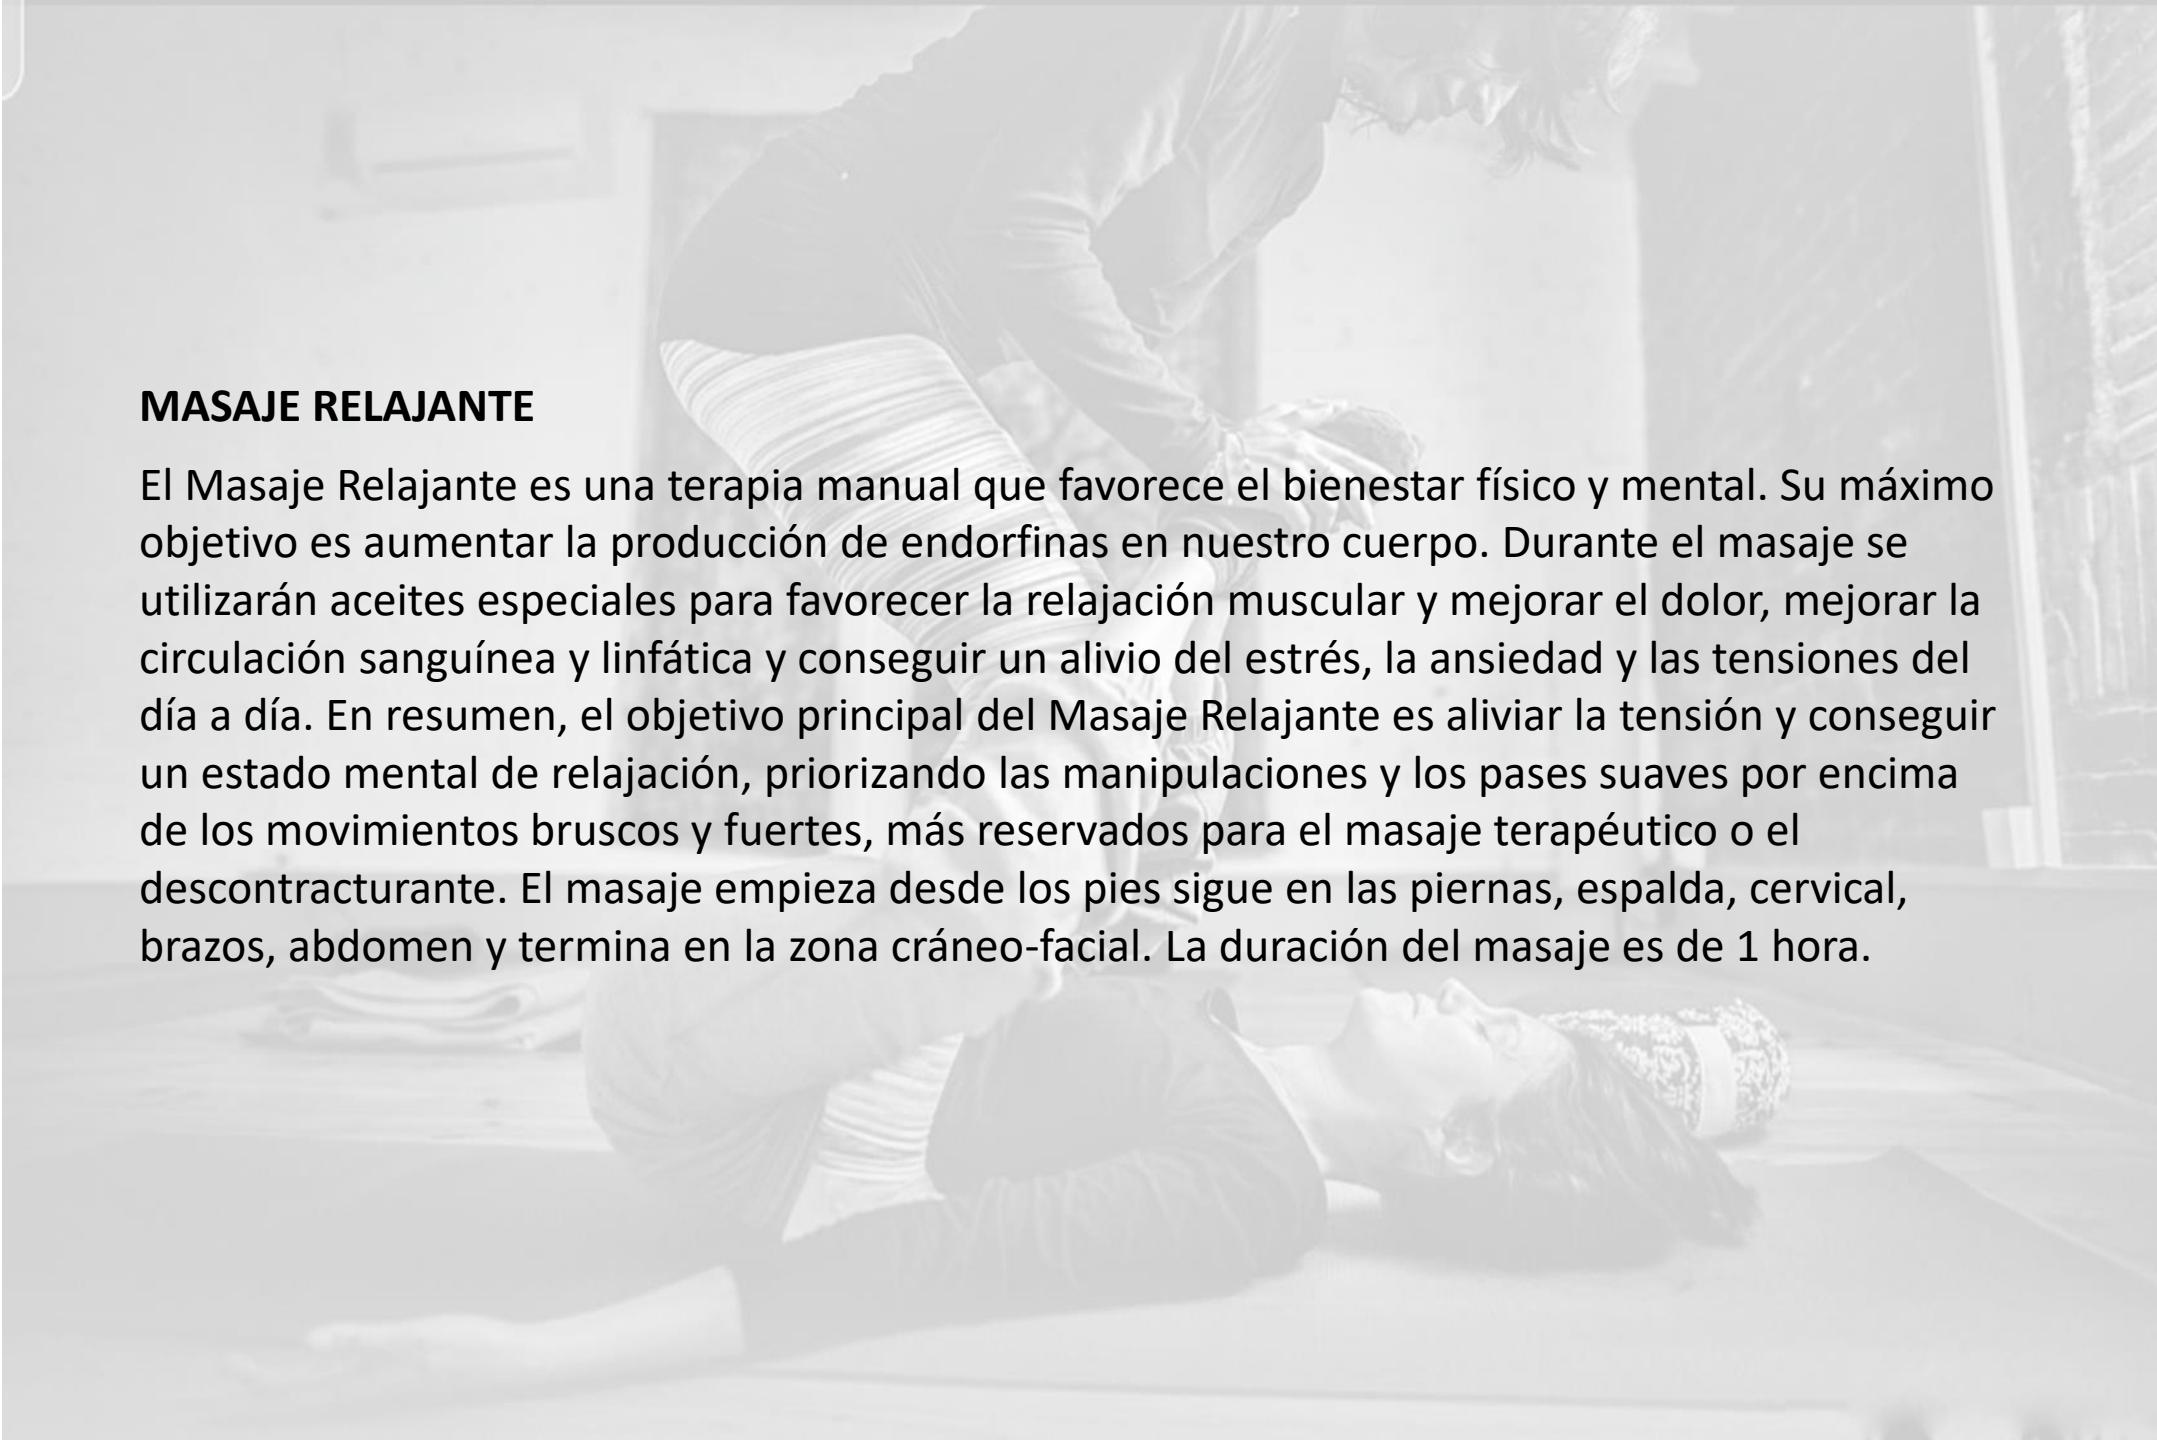 MASAJE RELAJANTE
El Masaje Relajante es una terapia manual que favorece el bienestar físico y mental. Su máximo
objetivo es aumentar la producción de endorfinas en nuestro cuerpo. Durante el masaje se
utilizarán aceites especiales para favorecer la relajación muscular y mejorar el dolor, mejorar la
circulación sanguínea y linfática y conseguir un alivio del estrés, la ansiedad y las tensiones del
día a día. En resumen, el objetivo principal del Masaje Relajante es aliviar la tensión y conseguir
un estado mental de relajación, priorizando las manipulaciones y los pases suaves por encima
de los movimientos bruscos y fuertes, más reservados para el masaje terapéutico o el
descontracturante. El masaje empieza desde los pies sigue en las piernas, espalda, cervical,
brazos, abdomen y termina en la zona cráneo-facial. La duración del masaje es de 1 hora.